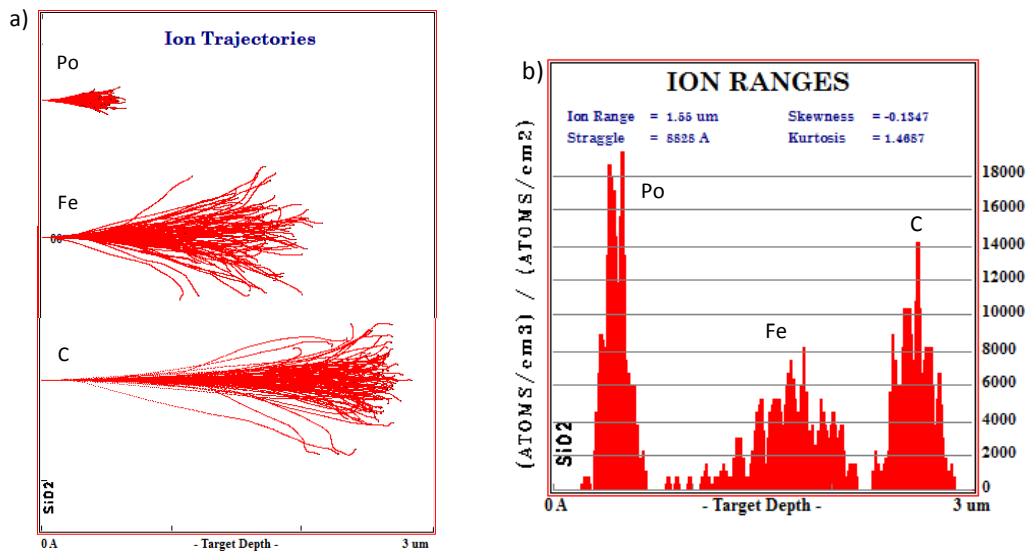 a)
Ion Trajectories
Po
Fe
C
SiO2
0 A - Target Depth - 3 um
b)
ION RANGES
Ion Range = 1.55 um Skewness = -0.1347
Straggle = 8828 A Kurtosis = 1.4687
(ATOMS/cm3) / (ATOMS/cm2)
18000
16000
14000
12000
10000
8000
6000
4000
2000
0
Po
Fe
C
SiO2
0 A - Target Depth - 3 um